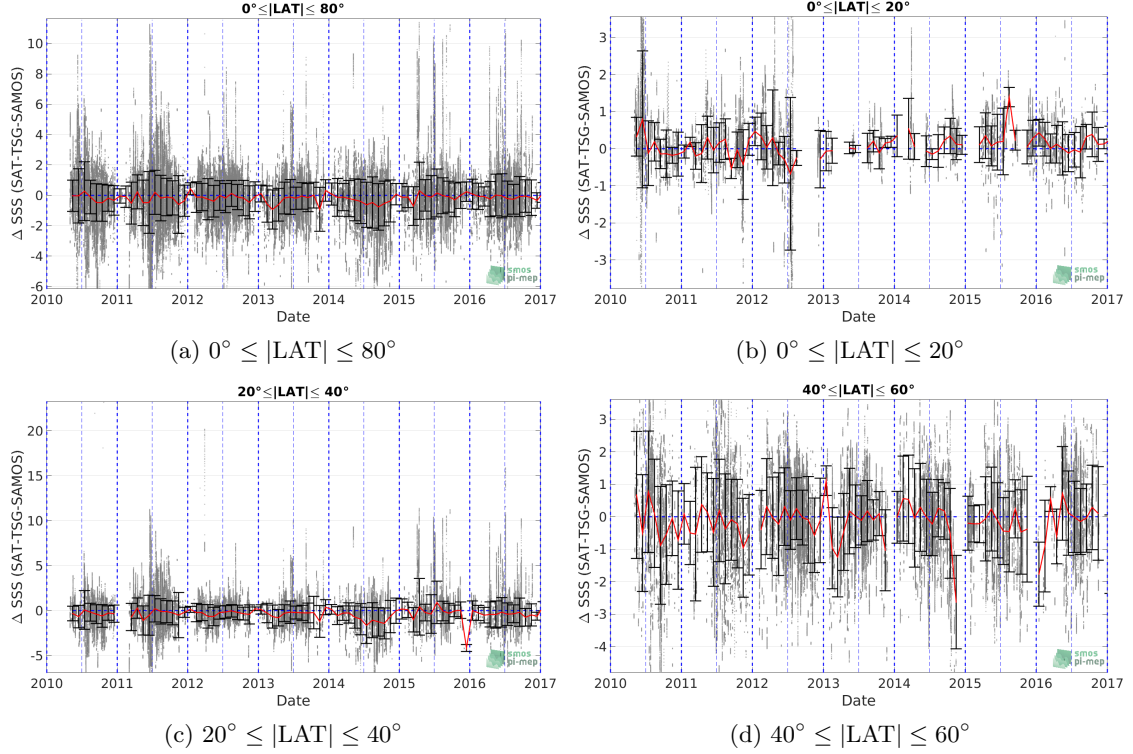 0°≤|LAT|≤ 80°
Δ SSS (SAT-TSG-SAMOS)
10
8
6
4
2
0
-2
-4
-6
2010 2011 2012 2013 2014 2015 2016 2017
Date
smos
pi-mep
(a) 0° ≤ |LAT| ≤ 80°
0°≤|LAT|≤ 20°
Δ SSS (SAT-TSG-SAMOS)
3
2
1
0
-1
-2
-3
2010 2011 2012 2013 2014 2015 2016 2017
Date
smos
pi-mep
(b) 0° ≤ |LAT| ≤ 20°
20°≤|LAT|≤ 40°
Δ SSS (SAT-TSG-SAMOS)
20
15
10
5
0
-5
2010 2011 2012 2013 2014 2015 2016 2017
Date
smos
pi-mep
(c) 20° ≤ |LAT| ≤ 40°
40°≤|LAT|≤ 60°
Δ SSS (SAT-TSG-SAMOS)
3
2
1
0
-1
-2
-3
-4
2010 2011 2012 2013 2014 2015 2016 2017
Date
smos
pi-mep
(d) 40° ≤ |LAT| ≤ 60°